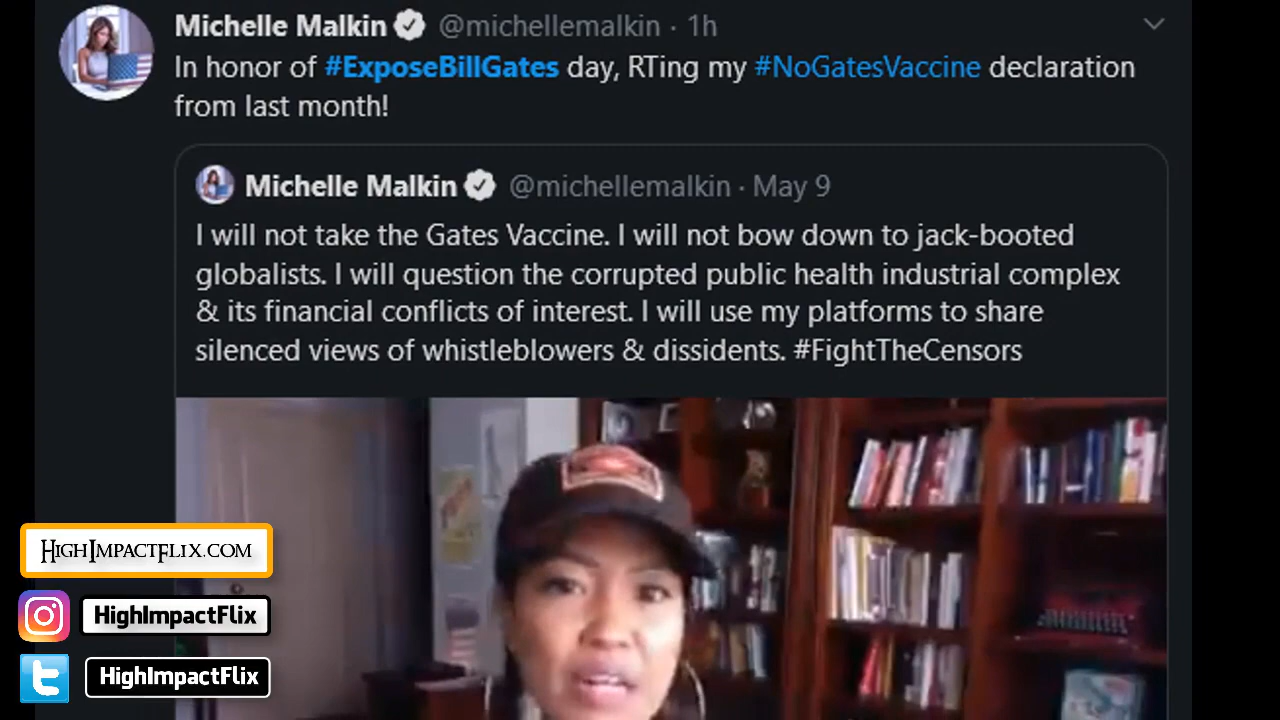 Michelle Malkin @michellemalkin · 1h
In honor of #ExposeBillGates day, RTing my #NoGatesVaccine declaration
from last month!
Michelle Malkin @michellemalkin · May 9
I will not take the Gates Vaccine. I will not bow down to jack-booted
globalists. I will question the corrupted public health industrial complex
& its financial conflicts of interest. I will use my platforms to share
silenced views of whistleblowers & dissidents. #FightTheCensors
HighImpactFlix.com
HighImpactFlix
HighImpactFlix